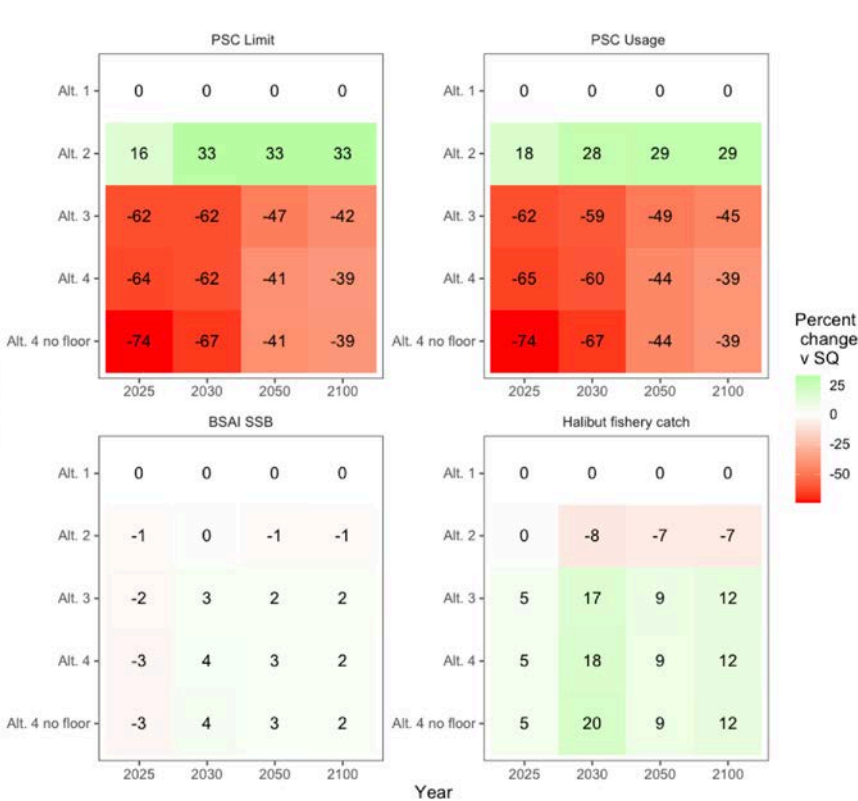 PSC Limit
Alt. 1 0 0 0 0
Alt. 2 16 33 33 33
Alt. 3 -62 -62 -47 -42
Alt. 4 -64 -62 -41 -39
Alt. 4 no floor -74 -67 -41 -39
2025 2030 2050 2100
PSC Usage
Alt. 1 0 0 0 0
Alt. 2 18 28 29 29
Alt. 3 -62 -59 -49 -45
Alt. 4 -65 -60 -44 -39
Alt. 4 no floor -74 -67 -44 -39
2025 2030 2050 2100
BSAI SSB
Alt. 1 0 0 0 0
Alt. 2 -1 0 -1 -1
Alt. 3 -2 3 2 2
Alt. 4 -3 4 3 2
Alt. 4 no floor -3 4 3 2
2025 2030 2050 2100
Halibut fishery catch
Alt. 1 0 0 0 0
Alt. 2 0 -8 -7 -7
Alt. 3 5 17 9 12
Alt. 4 5 18 9 12
Alt. 4 no floor 5 20 9 12
2025 2030 2050 2100
Year
Percent
change
v SQ
25
0
-25
-50